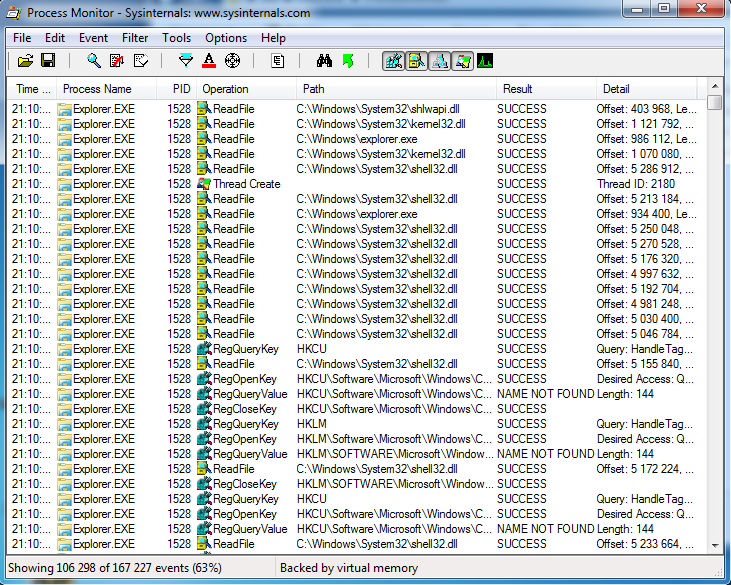 Process Monitor - Sysinternals: www.sysinternals.com
File Edit Event Filter Tools Options Help
Time ... Process Name PID Operation Path Result Detail
21:10:... Explorer.EXE 1528 ReadFile C:\Windows\System32\shlwapi.dll SUCCESS Offset: 403 968, Le...
21:10:... Explorer.EXE 1528 ReadFile C:\Windows\System32\kernel32.dll SUCCESS Offset: 1 121 792, ...
21:10:... Explorer.EXE 1528 ReadFile C:\Windows\explorer.exe SUCCESS Offset: 986 112, Le...
21:10:... Explorer.EXE 1528 ReadFile C:\Windows\System32\kernel32.dll SUCCESS Offset: 1 070 080, ...
21:10:... Explorer.EXE 1528 ReadFile C:\Windows\System32\shell32.dll SUCCESS Offset: 5 286 912, ...
21:10:... Explorer.EXE 1528 Thread Create SUCCESS Thread ID: 2180
21:10:... Explorer.EXE 1528 ReadFile C:\Windows\System32\shell32.dll SUCCESS Offset: 5 213 184, ...
21:10:... Explorer.EXE 1528 ReadFile C:\Windows\explorer.exe SUCCESS Offset: 934 400, Le...
21:10:... Explorer.EXE 1528 ReadFile C:\Windows\System32\shell32.dll SUCCESS Offset: 5 250 048, ...
21:10:... Explorer.EXE 1528 ReadFile C:\Windows\System32\shell32.dll SUCCESS Offset: 5 270 528, ...
21:10:... Explorer.EXE 1528 ReadFile C:\Windows\System32\shell32.dll SUCCESS Offset: 5 176 320, ...
21:10:... Explorer.EXE 1528 ReadFile C:\Windows\System32\shell32.dll SUCCESS Offset: 4 997 632, ...
21:10:... Explorer.EXE 1528 ReadFile C:\Windows\System32\shell32.dll SUCCESS Offset: 5 192 704, ...
21:10:... Explorer.EXE 1528 ReadFile C:\Windows\System32\shell32.dll SUCCESS Offset: 4 981 248, ...
21:10:... Explorer.EXE 1528 ReadFile C:\Windows\System32\shell32.dll SUCCESS Offset: 5 030 400, ...
21:10:... Explorer.EXE 1528 ReadFile C:\Windows\System32\shell32.dll SUCCESS Offset: 5 046 784, ...
21:10:... Explorer.EXE 1528 RegQueryKey HKCU SUCCESS Query: HandleTag...
21:10:... Explorer.EXE 1528 ReadFile C:\Windows\System32\shell32.dll SUCCESS Offset: 5 155 840, ...
21:10:... Explorer.EXE 1528 RegOpenKey HKCU\Software\Microsoft\Windows\C... SUCCESS Desired Access: Q...
21:10:... Explorer.EXE 1528 RegQueryValue HKCU\Software\Microsoft\Windows\C... NAME NOT FOUND Length: 144
21:10:... Explorer.EXE 1528 RegCloseKey HKCU\Software\Microsoft\Windows\C... SUCCESS
21:10:... Explorer.EXE 1528 RegQueryKey HKLM SUCCESS Query: HandleTag...
21:10:... Explorer.EXE 1528 RegOpenKey HKLM\Software\Microsoft\Windows\C... SUCCESS Desired Access: Q...
21:10:... Explorer.EXE 1528 RegQueryValue HKLM\SOFTWARE\Microsoft\Window... NAME NOT FOUND Length: 144
21:10:... Explorer.EXE 1528 ReadFile C:\Windows\System32\shell32.dll SUCCESS Offset: 5 172 224, ...
21:10:... Explorer.EXE 1528 RegCloseKey HKLM\SOFTWARE\Microsoft\Window... SUCCESS
21:10:... Explorer.EXE 1528 RegQueryKey HKCU SUCCESS Query: HandleTag...
21:10:... Explorer.EXE 1528 RegOpenKey HKCU\Software\Microsoft\Windows\C... SUCCESS Desired Access: Q...
21:10:... Explorer.EXE 1528 RegQueryValue HKCU\Software\Microsoft\Windows\C... NAME NOT FOUND Length: 144
21:10:... Explorer.EXE 1528 ReadFile C:\Windows\System32\shell32.dll SUCCESS Offset: 5 233 664, ...
Showing 106 298 of 167 227 events (63%) Backed by virtual memory